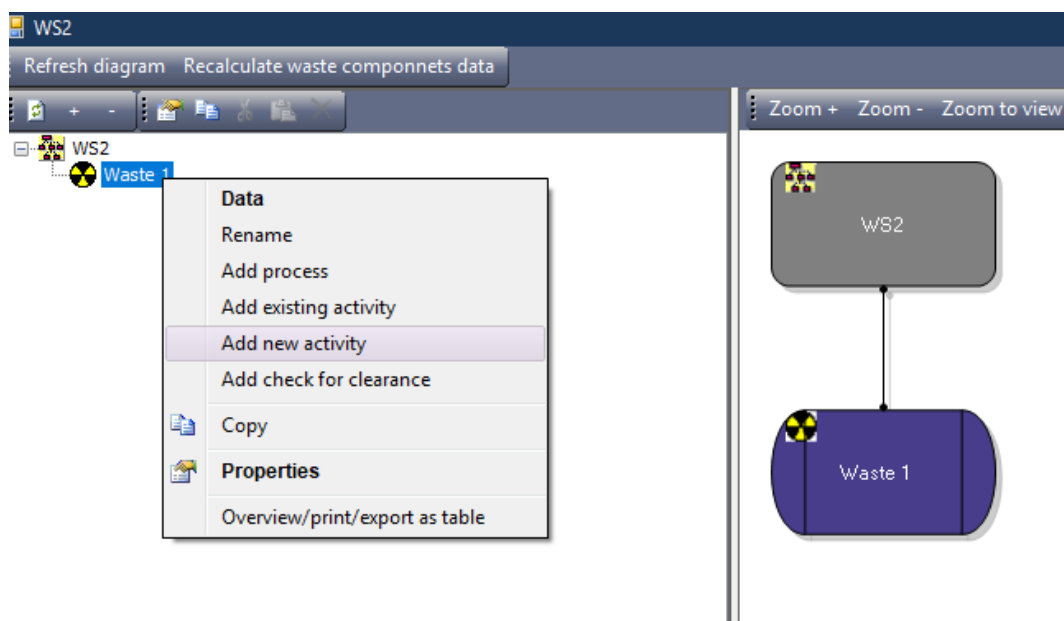 WS2
Refresh diagram Recalculate waste componnets data
+ - Zoom + Zoom - Zoom to view
WS2
Waste 1
Data
Rename
Add process
Add existing activity
Add new activity
Add check for clearance
Copy
Properties
Overview/print/export as table
WS2
Waste 1